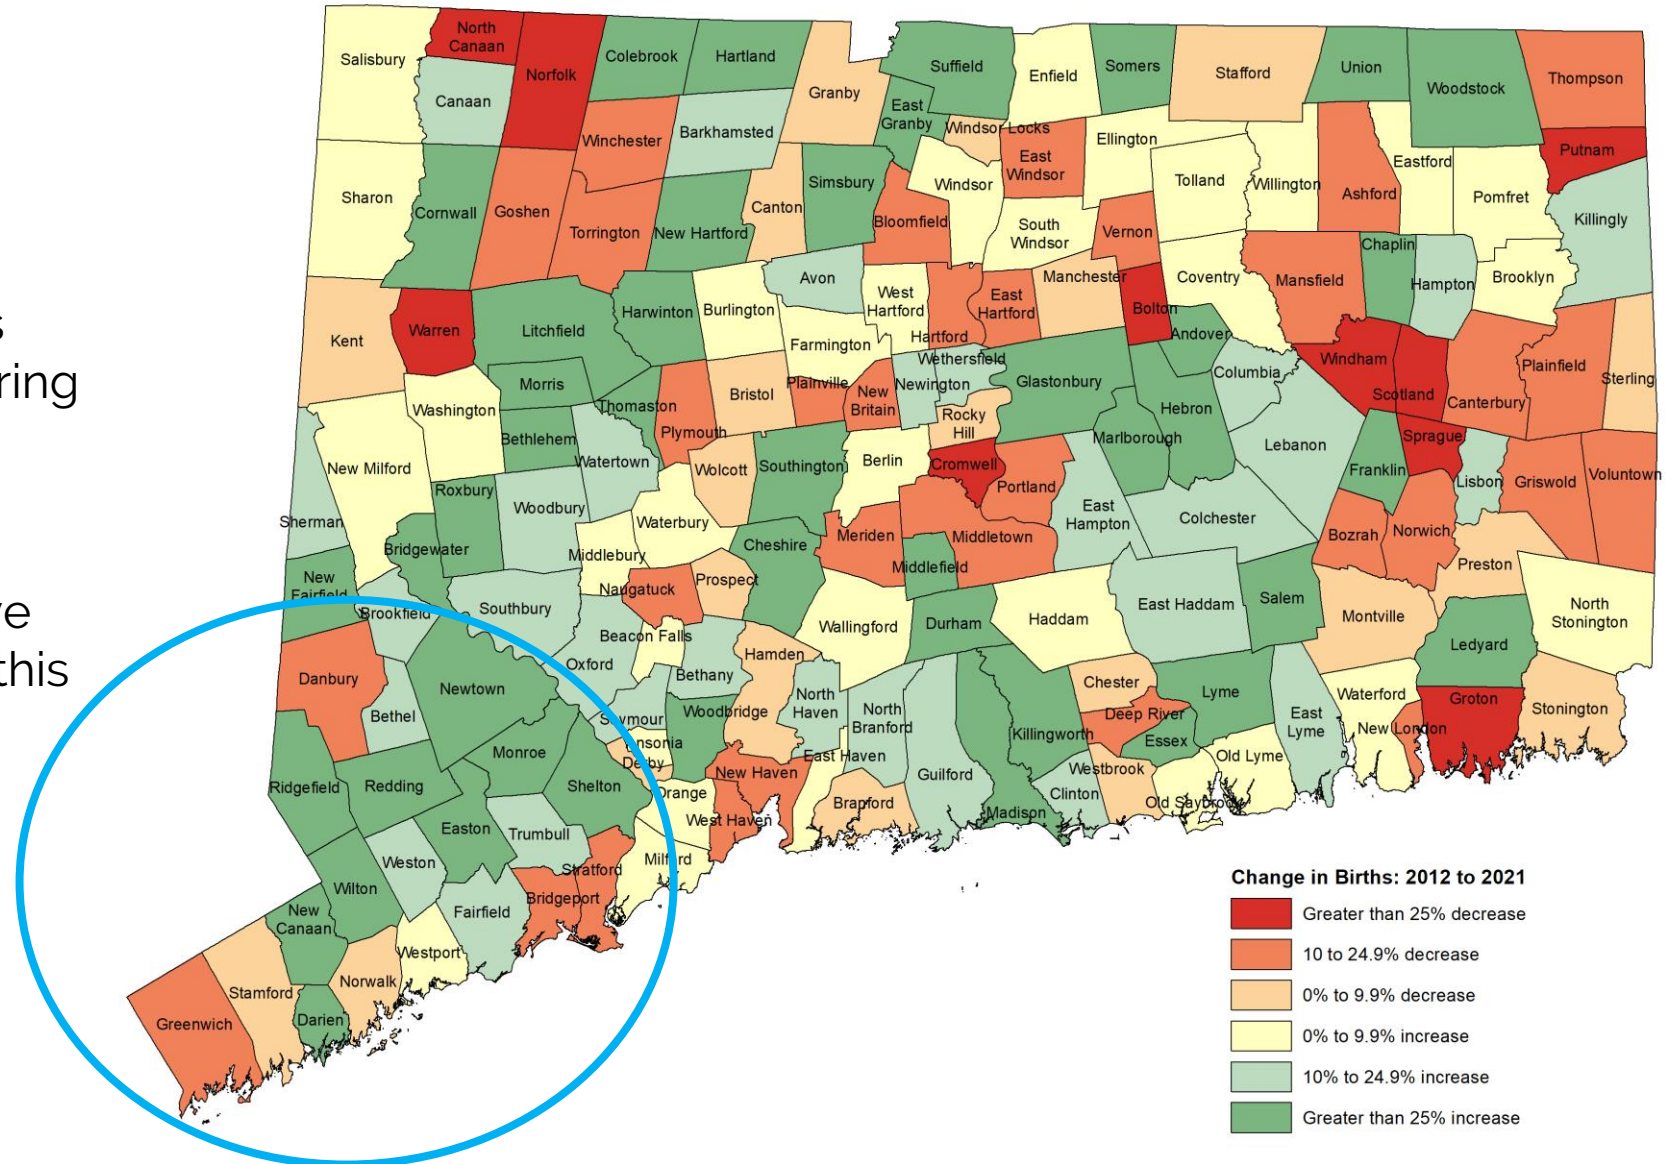 s
ring
ve
this
Salisbury
North
Canaan
Norfolk
Colebrook
Hartland
Granby
Suffield
Enfield
Somers
Stafford
Union
Woodstock
Thompson
Canaan
Winchester
Barkhamsted
East
Granby
Windsor Locks
East
Windsor
Ellington
Willington
Ashford
Eastford
Putnam
Sharon
Cornwall
Goshen
Torrington
New Hartford
Canton
Simsbury
Bloomfield
Windsor
South
Windsor
Vernon
Tolland
Pomfret
Killingly
Kent
Warren
Litchfield
Harwinton
Burlington
Avon
West
Hartford
Farmington
Hartford
East
Hartford
Manchester
Bolton
Coventry
Andover
Mansfield
Chaplin
Hampton
Brooklyn
Washington
Morris
Bethlehem
Thomaston
Plymouth
Bristol
Plainville
New
Britain
Newington
Wethersfield
Rocky
Hill
Glastonbury
Marlborough
Hebron
Columbia
Windham
Scotland
Canterbury
Plainfield
Sterling
New Milford
Sherman
Roxbury
Woodbury
Watertown
Wolcott
Southington
Berlin
Cromwell
Portland
East
Hampton
Colchester
Lebanon
Franklin
Sprague
Lisbon
Griswold
Voluntown
New
Fairfield
Bridgewater
Brookfield
Southbury
Middlebury
Waterbury
Naugatuck
Prospect
Cheshire
Meriden
Middletown
Middlefield
Bozrah
Norwich
Preston
Danbury
Bethel
Newtown
Oxford
Beacon Falls
Bethany
Hamden
Wallingford
Durham
Haddam
East Haddam
Salem
Montville
Ledyard
North
Stonington
Ridgefield
Redding
Monroe
Seymour
Ansonia
Derby
Woodbridge
North
Haven
North
Branford
Guilford
Madison
Killingworth
Chester
Deep River
Essex
Westbrook
Clinton
Old Saybrook
Lyme
Old Lyme
East
Lyme
Waterford
New London
Groton
Stonington
Wilton
Weston
Easton
Trumbull
Shelton
Orange
New Haven
West Haven
East Haven
Branford
Milford
Stratford
Bridgeport
Fairfield
Westport
Norwalk
New
Canaan
Darien
Stamford
Greenwich
Change in Births: 2012 to 2021
Greater than 25% decrease
10 to 24.9% decrease
0% to 9.9% decrease
0% to 9.9% increase
10% to 24.9% increase
Greater than 25% increase